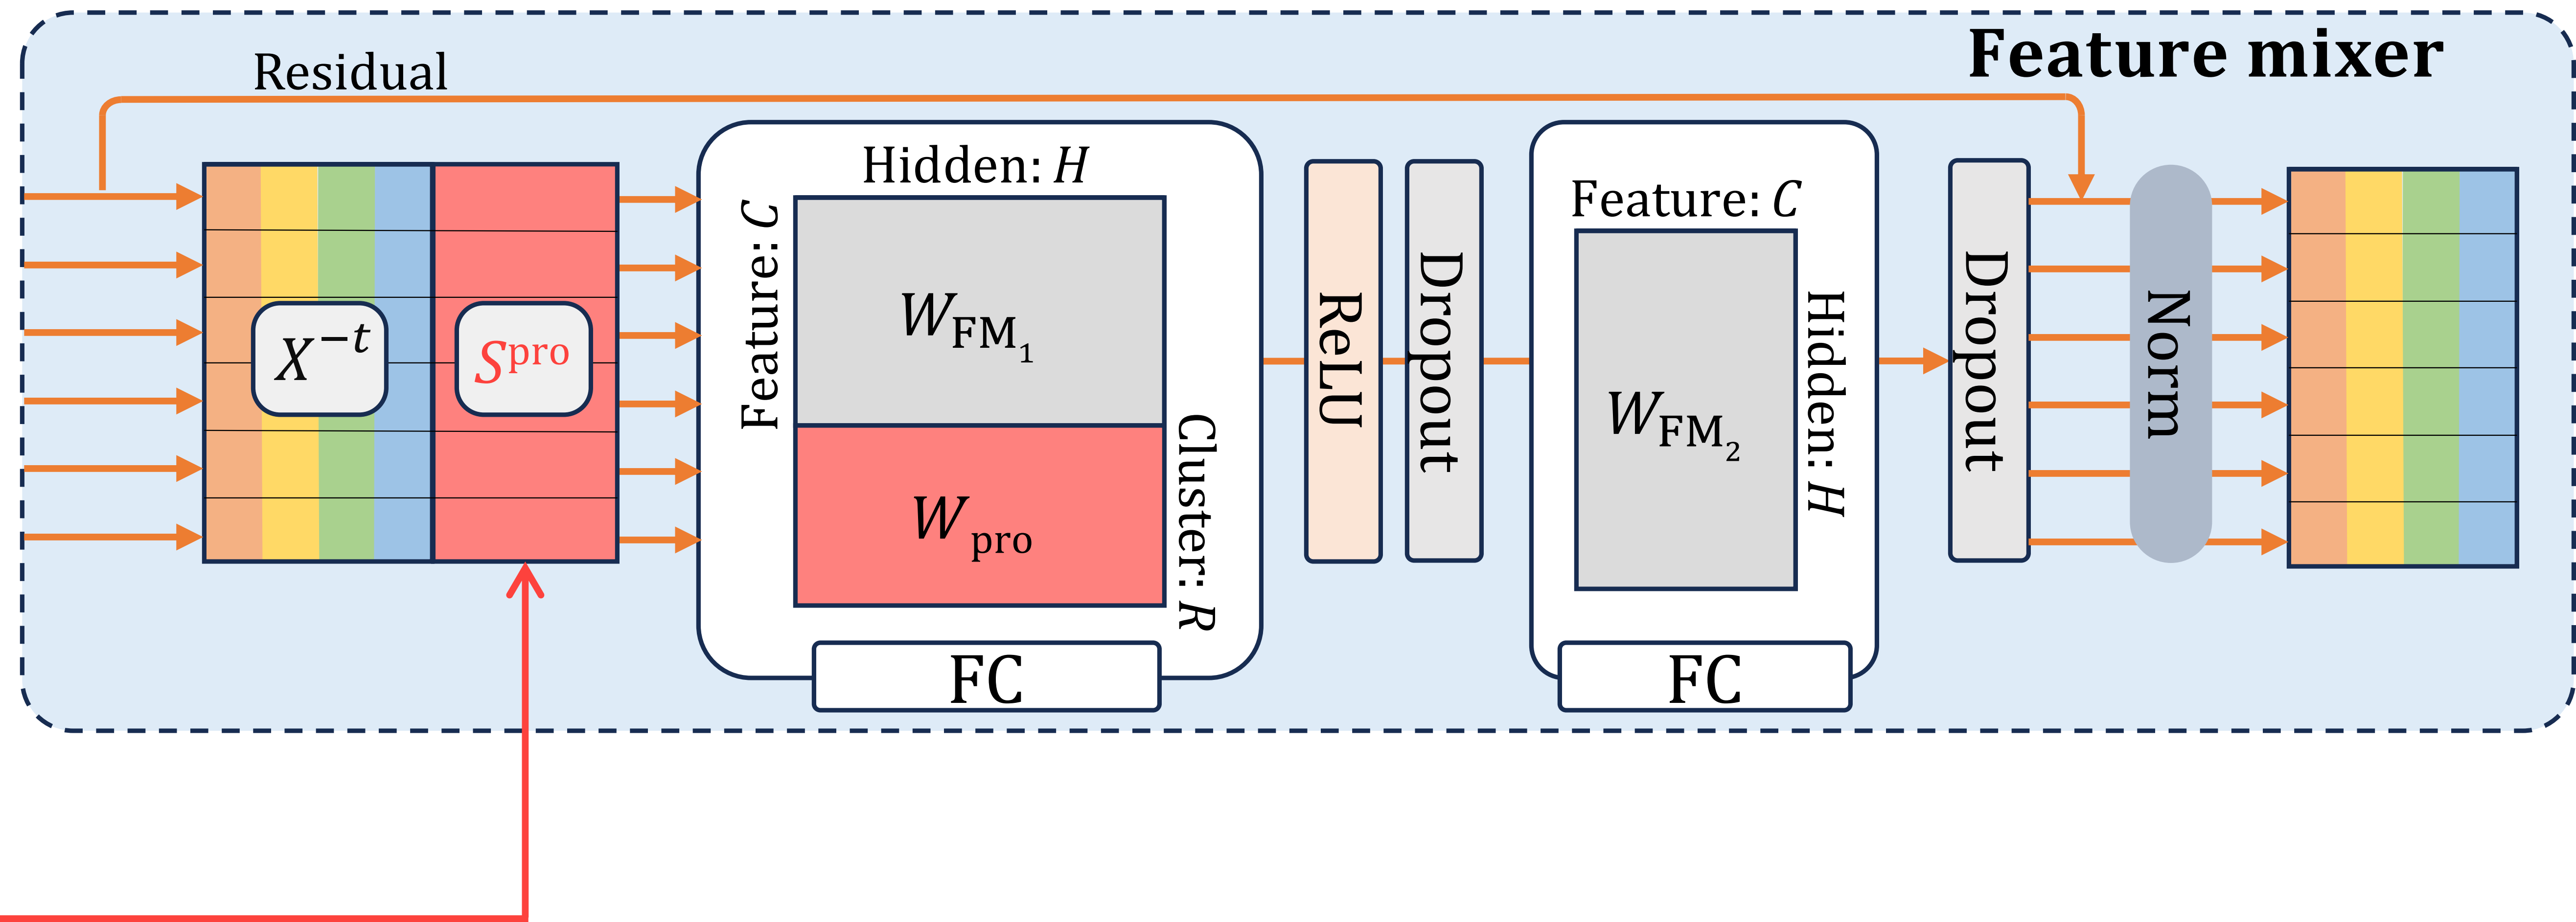 Residual
Feature mixer
X^{-t}
S^{pro}
Hidden: H
Feature: C
W_{FM_1}
W_{pro}
Cluster: R
FC
ReLU
Dropout
Feature: C
W_{FM_2}
Hidden: H
FC
Dropout
Norm